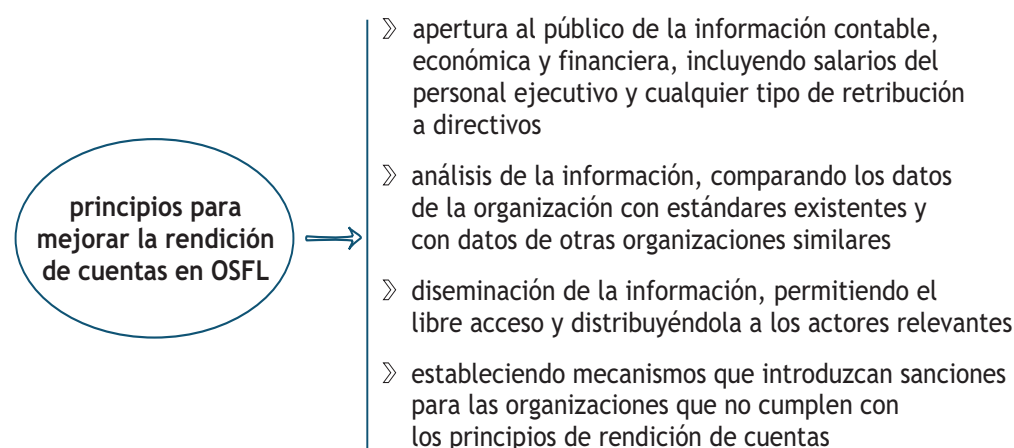 principios para
mejorar la rendición
de cuentas en OSFL
apertura al público de la información contable,
económica y financiera, incluyendo salarios del
personal ejecutivo y cualquier tipo de retribución
a directivos
análisis de la información, comparando los datos
de la organización con estándares existentes y
con datos de otras organizaciones similares
diseminación de la información, permitiendo el
libre acceso y distribuyéndola a los actores relevantes
estableciendo mecanismos que introduzcan sanciones
para las organizaciones que no cumplen con
los principios de rendición de cuentas